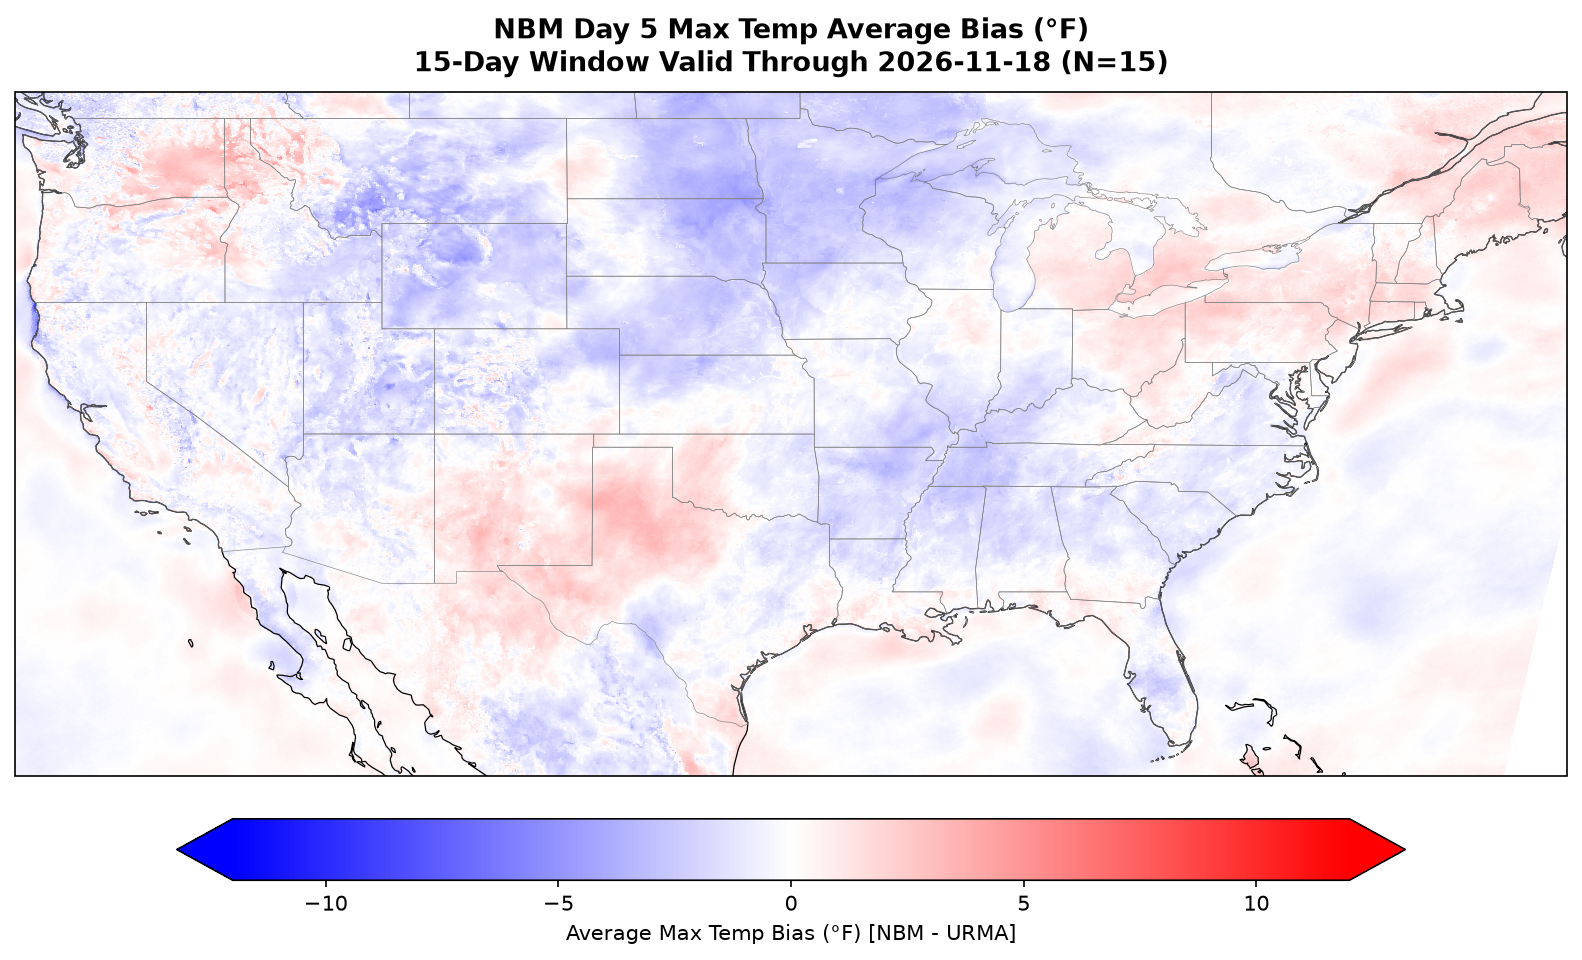 NBM Day 5 Max Temp Average Bias (°F)
15-Day Window Valid Through 2026-11-18 (N=15)
−10 −5 0 5 10
Average Max Temp Bias (°F) [NBM - URMA]